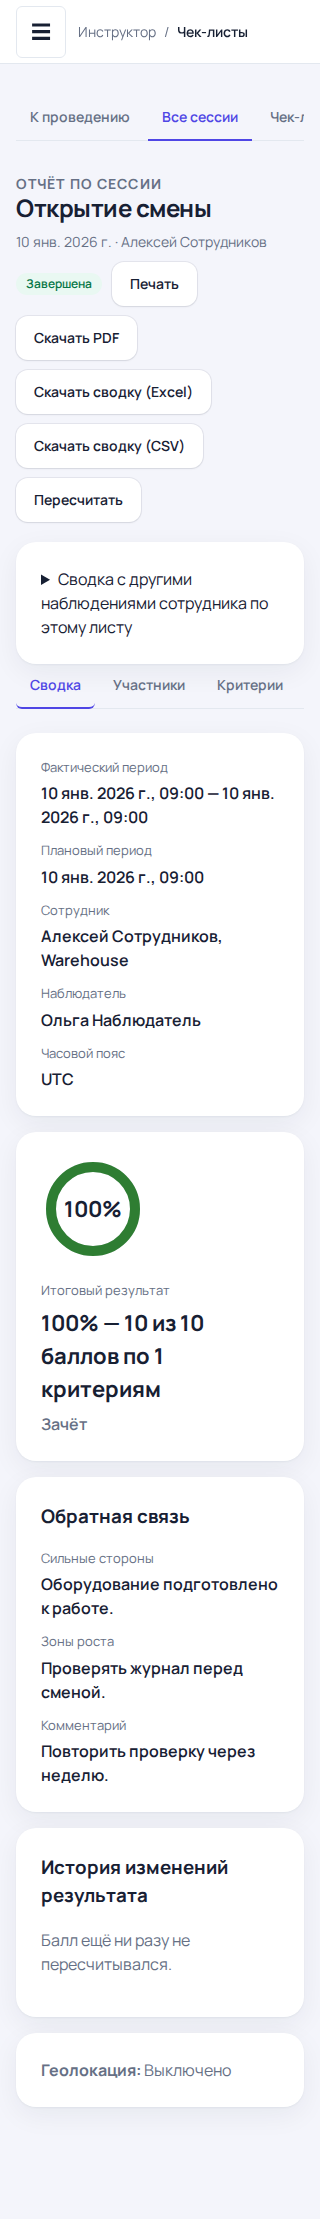 Инструктор / Чек-листы
К проведению Все сессии Чек-л
ОТЧЁТ ПО СЕССИИ
Открытие смены
10 янв. 2026 г. · Алексей Сотрудников
Завершена Печать
Скачать PDF
Скачать сводку (Excel)
Скачать сводку (CSV)
Пересчитать
Сводка с другими
наблюдениями сотрудника по
этому листу
Сводка Участники Критерии
Фактический период
10 янв. 2026 г., 09:00 — 10 янв.
2026 г., 09:00
Плановый период
10 янв. 2026 г., 09:00
Сотрудник
Алексей Сотрудников,
Warehouse
Наблюдатель
Ольга Наблюдатель
Часовой пояс
UTC
100%
Итоговый результат
100% — 10 из 10
баллов по 1
критериям
Зачёт
Обратная связь
Сильные стороны
Оборудование подготовлено
к работе.
Зоны роста
Проверять журнал перед
сменой.
Комментарий
Повторить проверку через
неделю.
История изменений
результата
Балл ещё ни разу не
пересчитывался.
Геолокация: Выключено